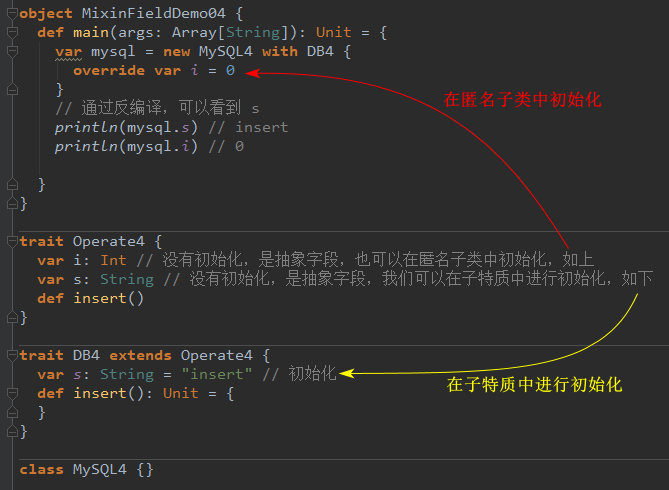 object MixinFieldDemo04 {
  def main(args: Array[String]): Unit = {
    var mysql = new MySQL4 with DB4 {
      override var i = 0
    }
    // 通过反编译，可以看到 s
    println(mysql.s) // insert
    println(mysql.i) // 0
  }
}
在匿名子类中初始化
trait Operate4 {
  var i: Int // 没有初始化，是抽象字段，也可以在匿名子类中初始化，如上
  var s: String // 没有初始化，是抽象字段，我们可以在子特质中进行初始化，如下
  def insert()
}
trait DB4 extends Operate4 {
  var s: String = "insert" // 初始化
  def insert(): Unit = {
  }
}
在子特质中进行初始化
class MySQL4 {}